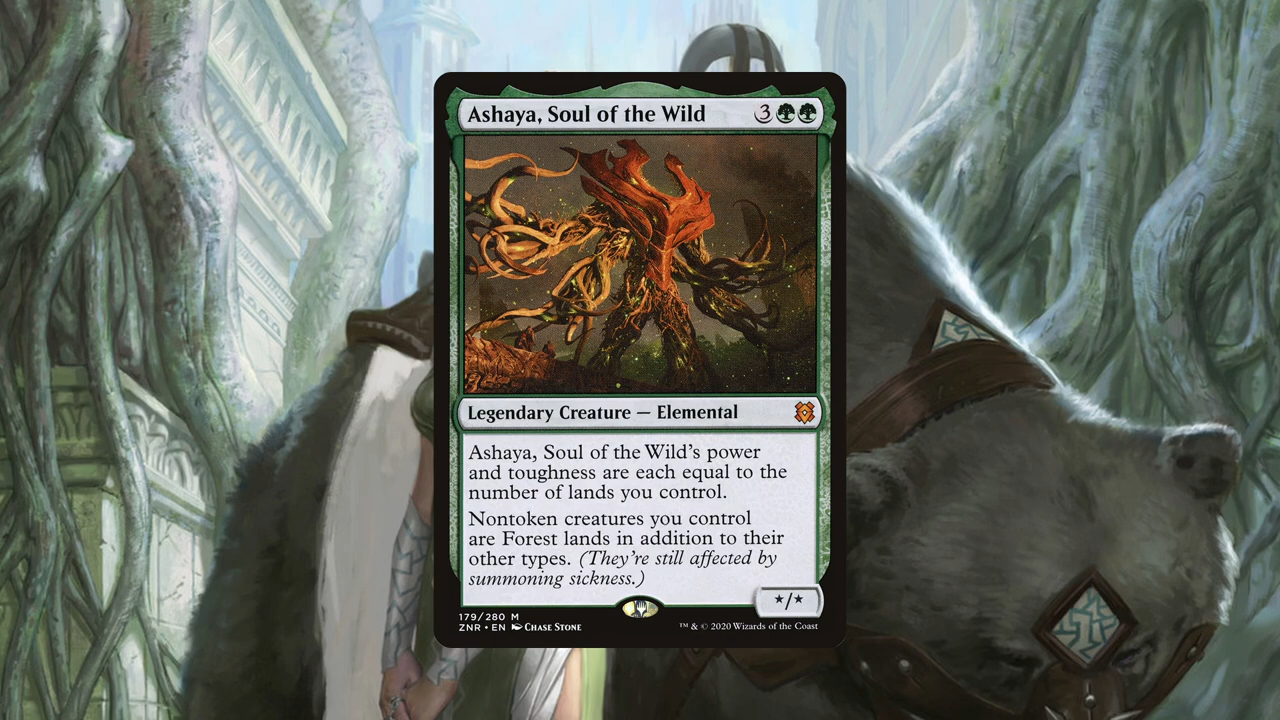 Ashaya, Soul of the Wild 3
Legendary Creature — Elemental
Ashaya, Soul of the Wild's power
and toughness are each equal to the
number of lands you control.
Nontoken creatures you control
are Forest lands in addition to their
other types. (They're still affected by
summoning sickness.)
*/*
179/280 M
ZNR • EN Chase Stone
™ & © 2020 Wizards of the Coast